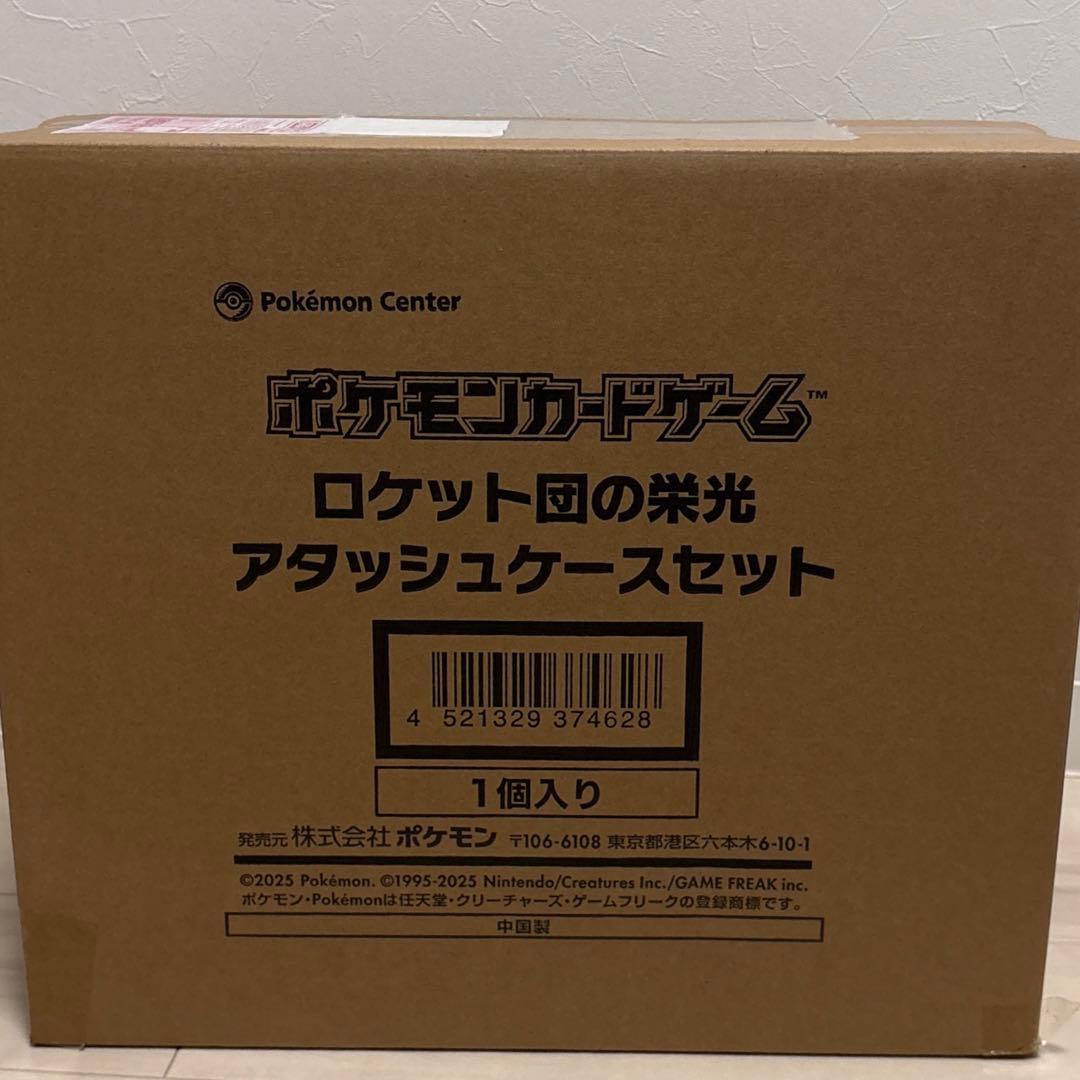 Pokémon Center
ポケモンカードゲーム™
ロケット団の栄光
アタッシュケースセット
4 521329 374628
1個入り
発売元 株式会社 ポケモン 〒106-6108 東京都港区六本木6-10-1
©2025 Pokémon. ©1995-2025 Nintendo/Creatures Inc./GAME FREAK inc.
ポケモン・Pokémonは任天堂・クリーチャーズ・ゲームフリークの登録商標です。
中国製